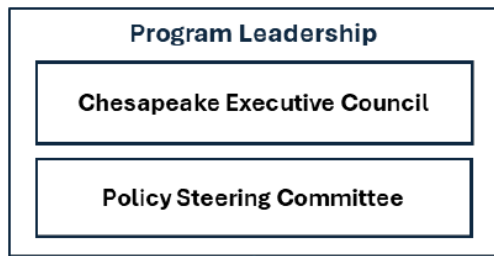 Program Leadership
Chesapeake Executive Council
Policy Steering Committee